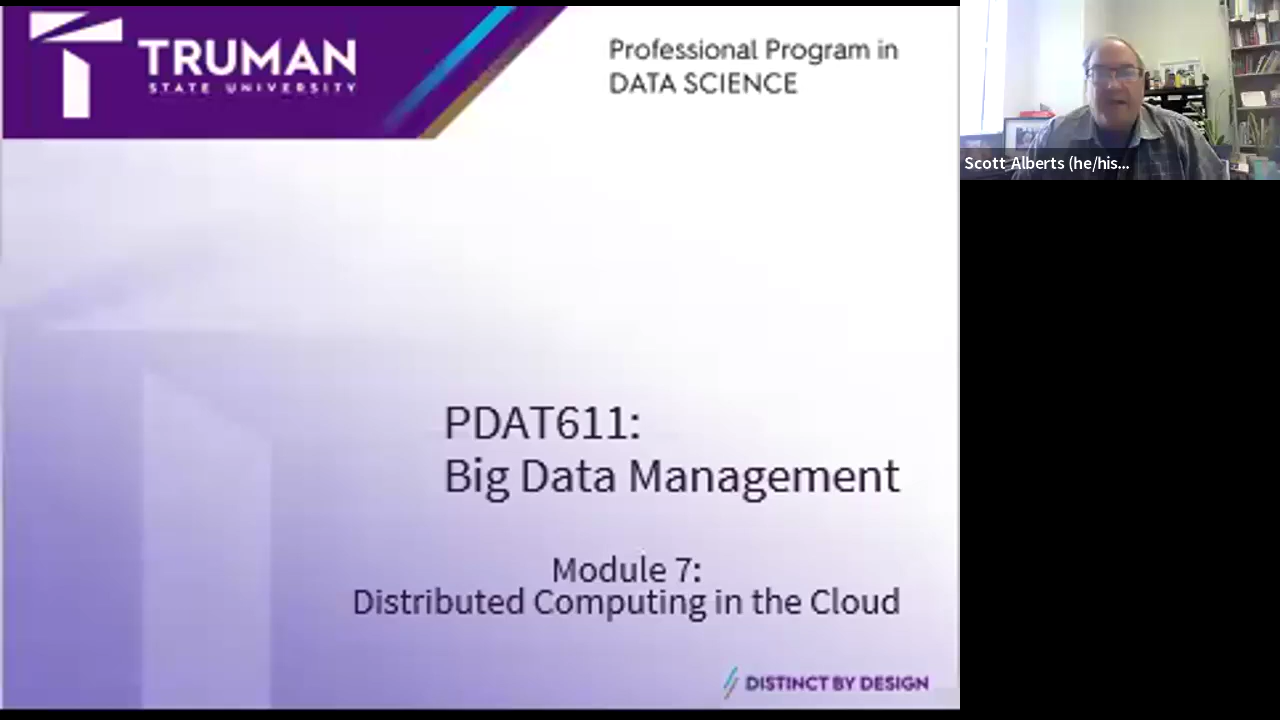 TRUMAN
STATE UNIVERSITY
Professional Program in
DATA SCIENCE
Scott Alberts (he/his...
PDAT611:
Big Data Management
Module 7:
Distributed Computing in the Cloud
DISTINCT BY DESIGN